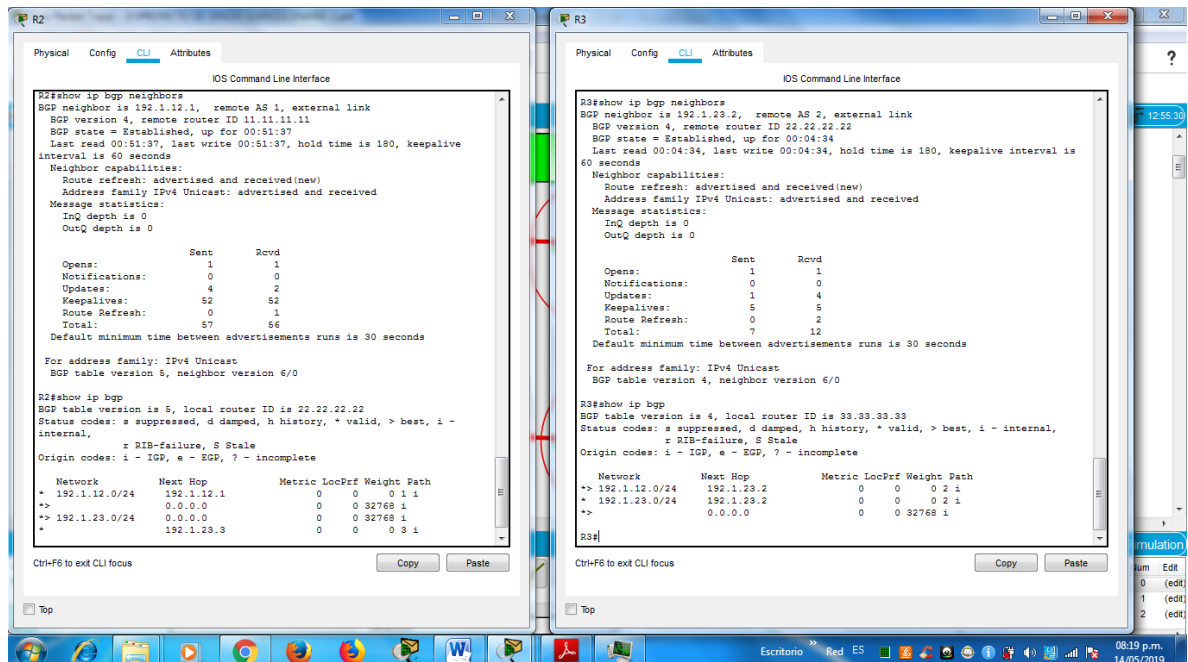 R2
Physical Config CLI Attributes
IOS Command Line Interface
R2#show ip bgp neighbors
BGP neighbor is 192.1.12.1, remote AS 1, external link
BGP version 4, remote router ID 11.11.11.11
BGP state = Established, up for 00:51:37
Last read 00:51:37, last write 00:51:37, hold time is 180, keepalive
interval is 60 seconds
Neighbor capabilities:
Route refresh: advertised and received(new)
Address family IPv4 Unicast: advertised and received
Message statistics:
InQ depth is 0
OutQ depth is 0
Sent Rcvd
Opens: 1 1
Notifications: 0 0
Updates: 4 2
Keepalives: 52 52
Route Refresh: 0 1
Total: 57 56
Default minimum time between advertisements runs is 30 seconds
For address family: IPv4 Unicast
BGP table version 5, neighbor version 6/0
R2#show ip bgp
BGP table version is 5, local router ID is 22.22.22.22
Status codes: s suppressed, d damped, h history, * valid, > best, i -
internal,
r RIB-failure, S Stale
Origin codes: i - IGP, e - EGP, ? - incomplete
Network Next Hop Metric LocPrf Weight Path
* 192.1.12.0/24 192.1.12.1 0 0 0 1 i
*> 0.0.0.0 0 0 32768 i
*> 192.1.23.0/24 0.0.0.0 0 0 32768 i
* 192.1.23.3 0 0 0 3 i
Ctrl+F6 to exit CLI focus
Copy Paste
Top
R3
Physical Config CLI Attributes
IOS Command Line Interface
R3#show ip bgp neighbors
BGP neighbor is 192.1.23.2, remote AS 2, external link
BGP version 4, remote router ID 22.22.22.22
BGP state = Established, up for 00:04:34
Last read 00:04:34, last write 00:04:34, hold time is 180, keepalive interval is
60 seconds
Neighbor capabilities:
Route refresh: advertised and received(new)
Address family IPv4 Unicast: advertised and received
Message statistics:
InQ depth is 0
OutQ depth is 0
Sent Rcvd
Opens: 1 1
Notifications: 0 0
Updates: 1 4
Keepalives: 5 5
Route Refresh: 0 2
Total: 7 12
Default minimum time between advertisements runs is 30 seconds
For address family: IPv4 Unicast
BGP table version 4, neighbor version 6/0
R3#show ip bgp
BGP table version is 4, local router ID is 33.33.33.33
Status codes: s suppressed, d damped, h history, * valid, > best, i - internal,
r RIB-failure, S Stale
Origin codes: i - IGP, e - EGP, ? - incomplete
Network Next Hop Metric LocPrf Weight Path
*> 192.1.12.0/24 192.1.23.2 0 0 0 2 i
* 192.1.23.0/24 192.1.23.2 0 0 0 2 i
*> 0.0.0.0 0 0 32768 i
R3#
Ctrl+F6 to exit CLI focus
Copy Paste
Top
?
12:55:30
Edit
0 (edit)
1 (edit)
2 (edit)
Escritorio » Red ES
08:19 p.m.
14/05/2019